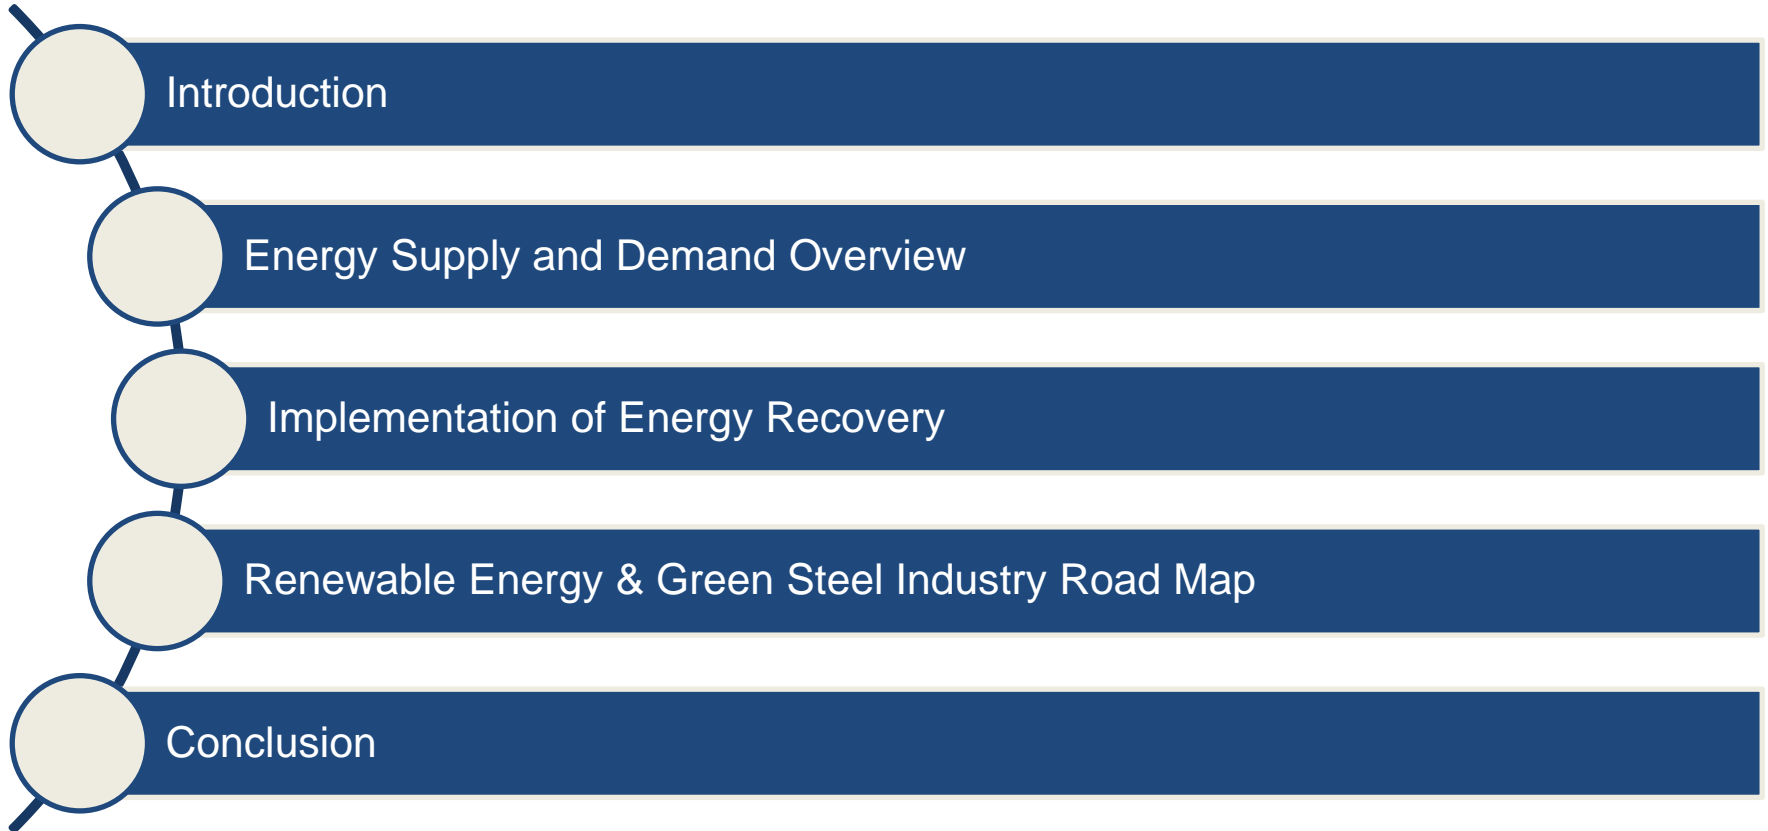 Introduction
Energy Supply and Demand Overview
Implementation of Energy Recovery
Renewable Energy & Green Steel Industry Road Map
Conclusion